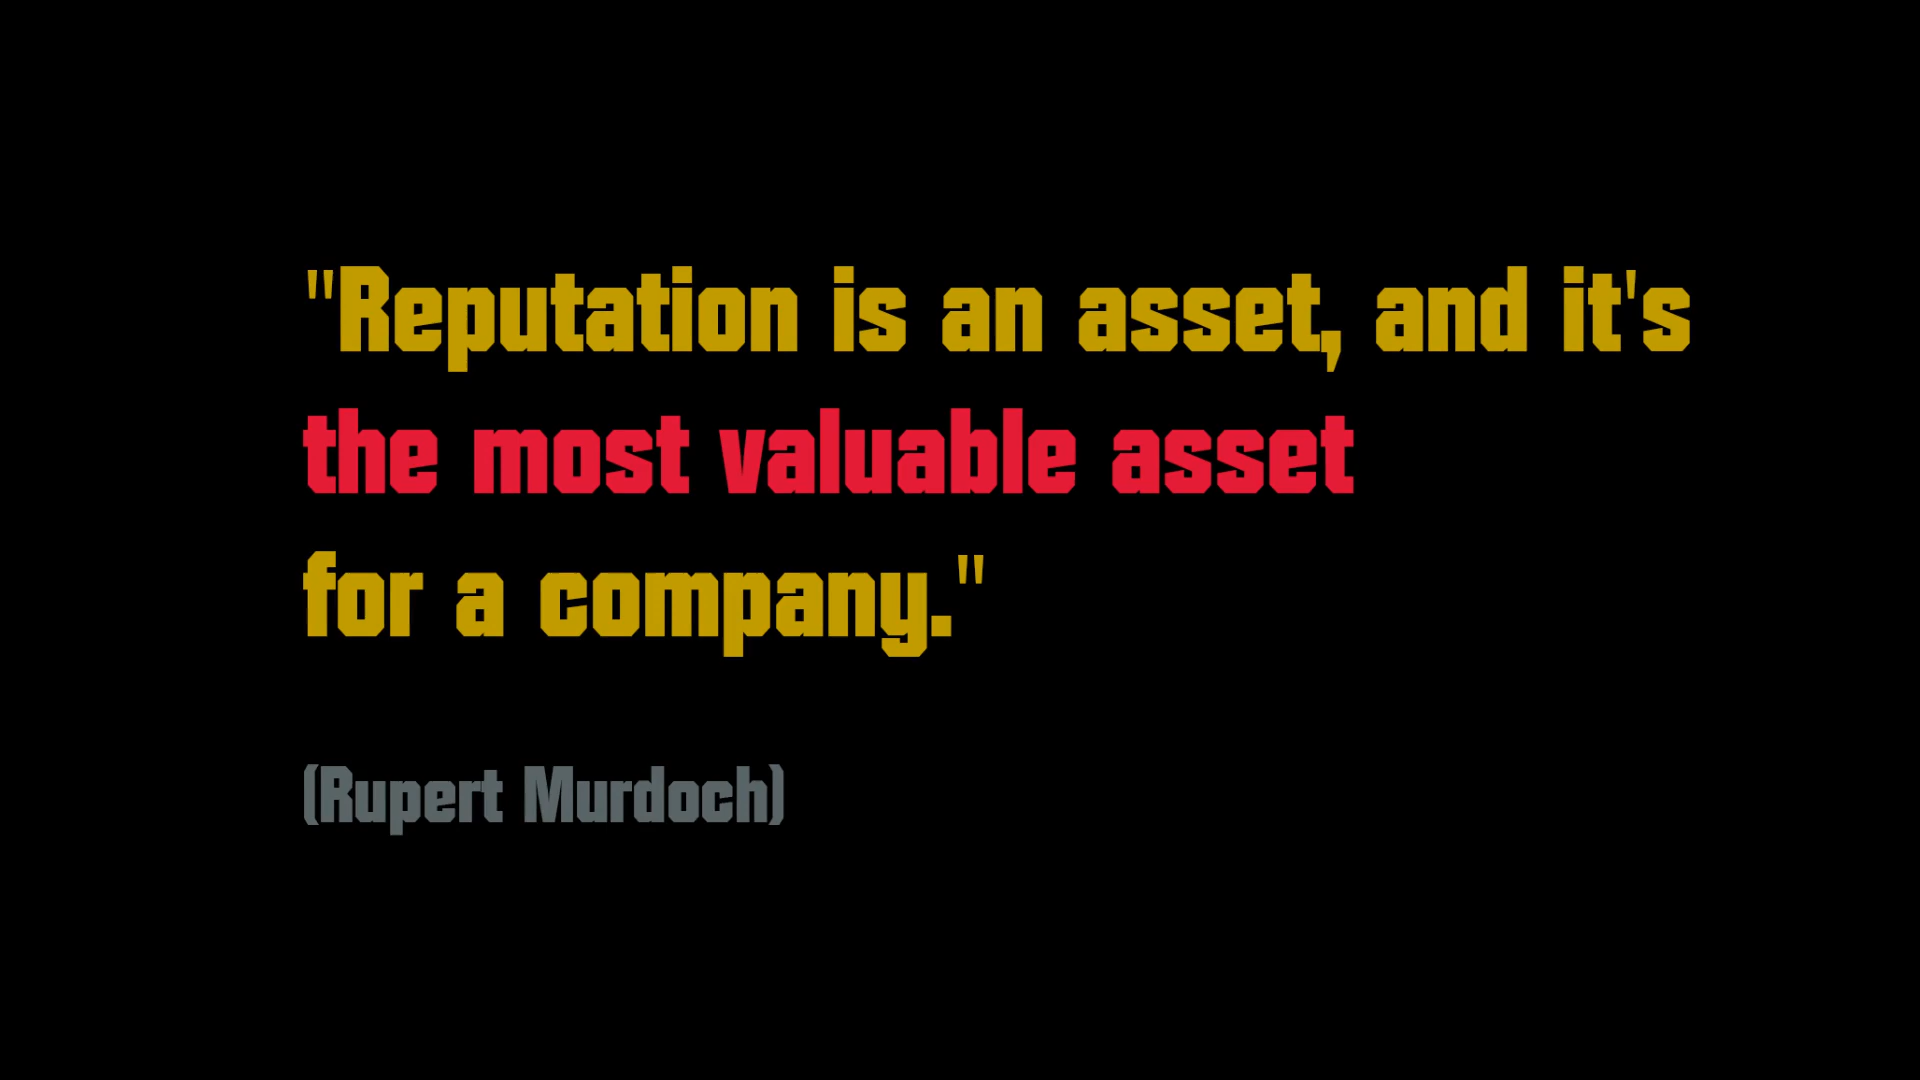 "Reputation is an asset, and it's
the most valuable asset
for a company."
(Rupert Murdoch)